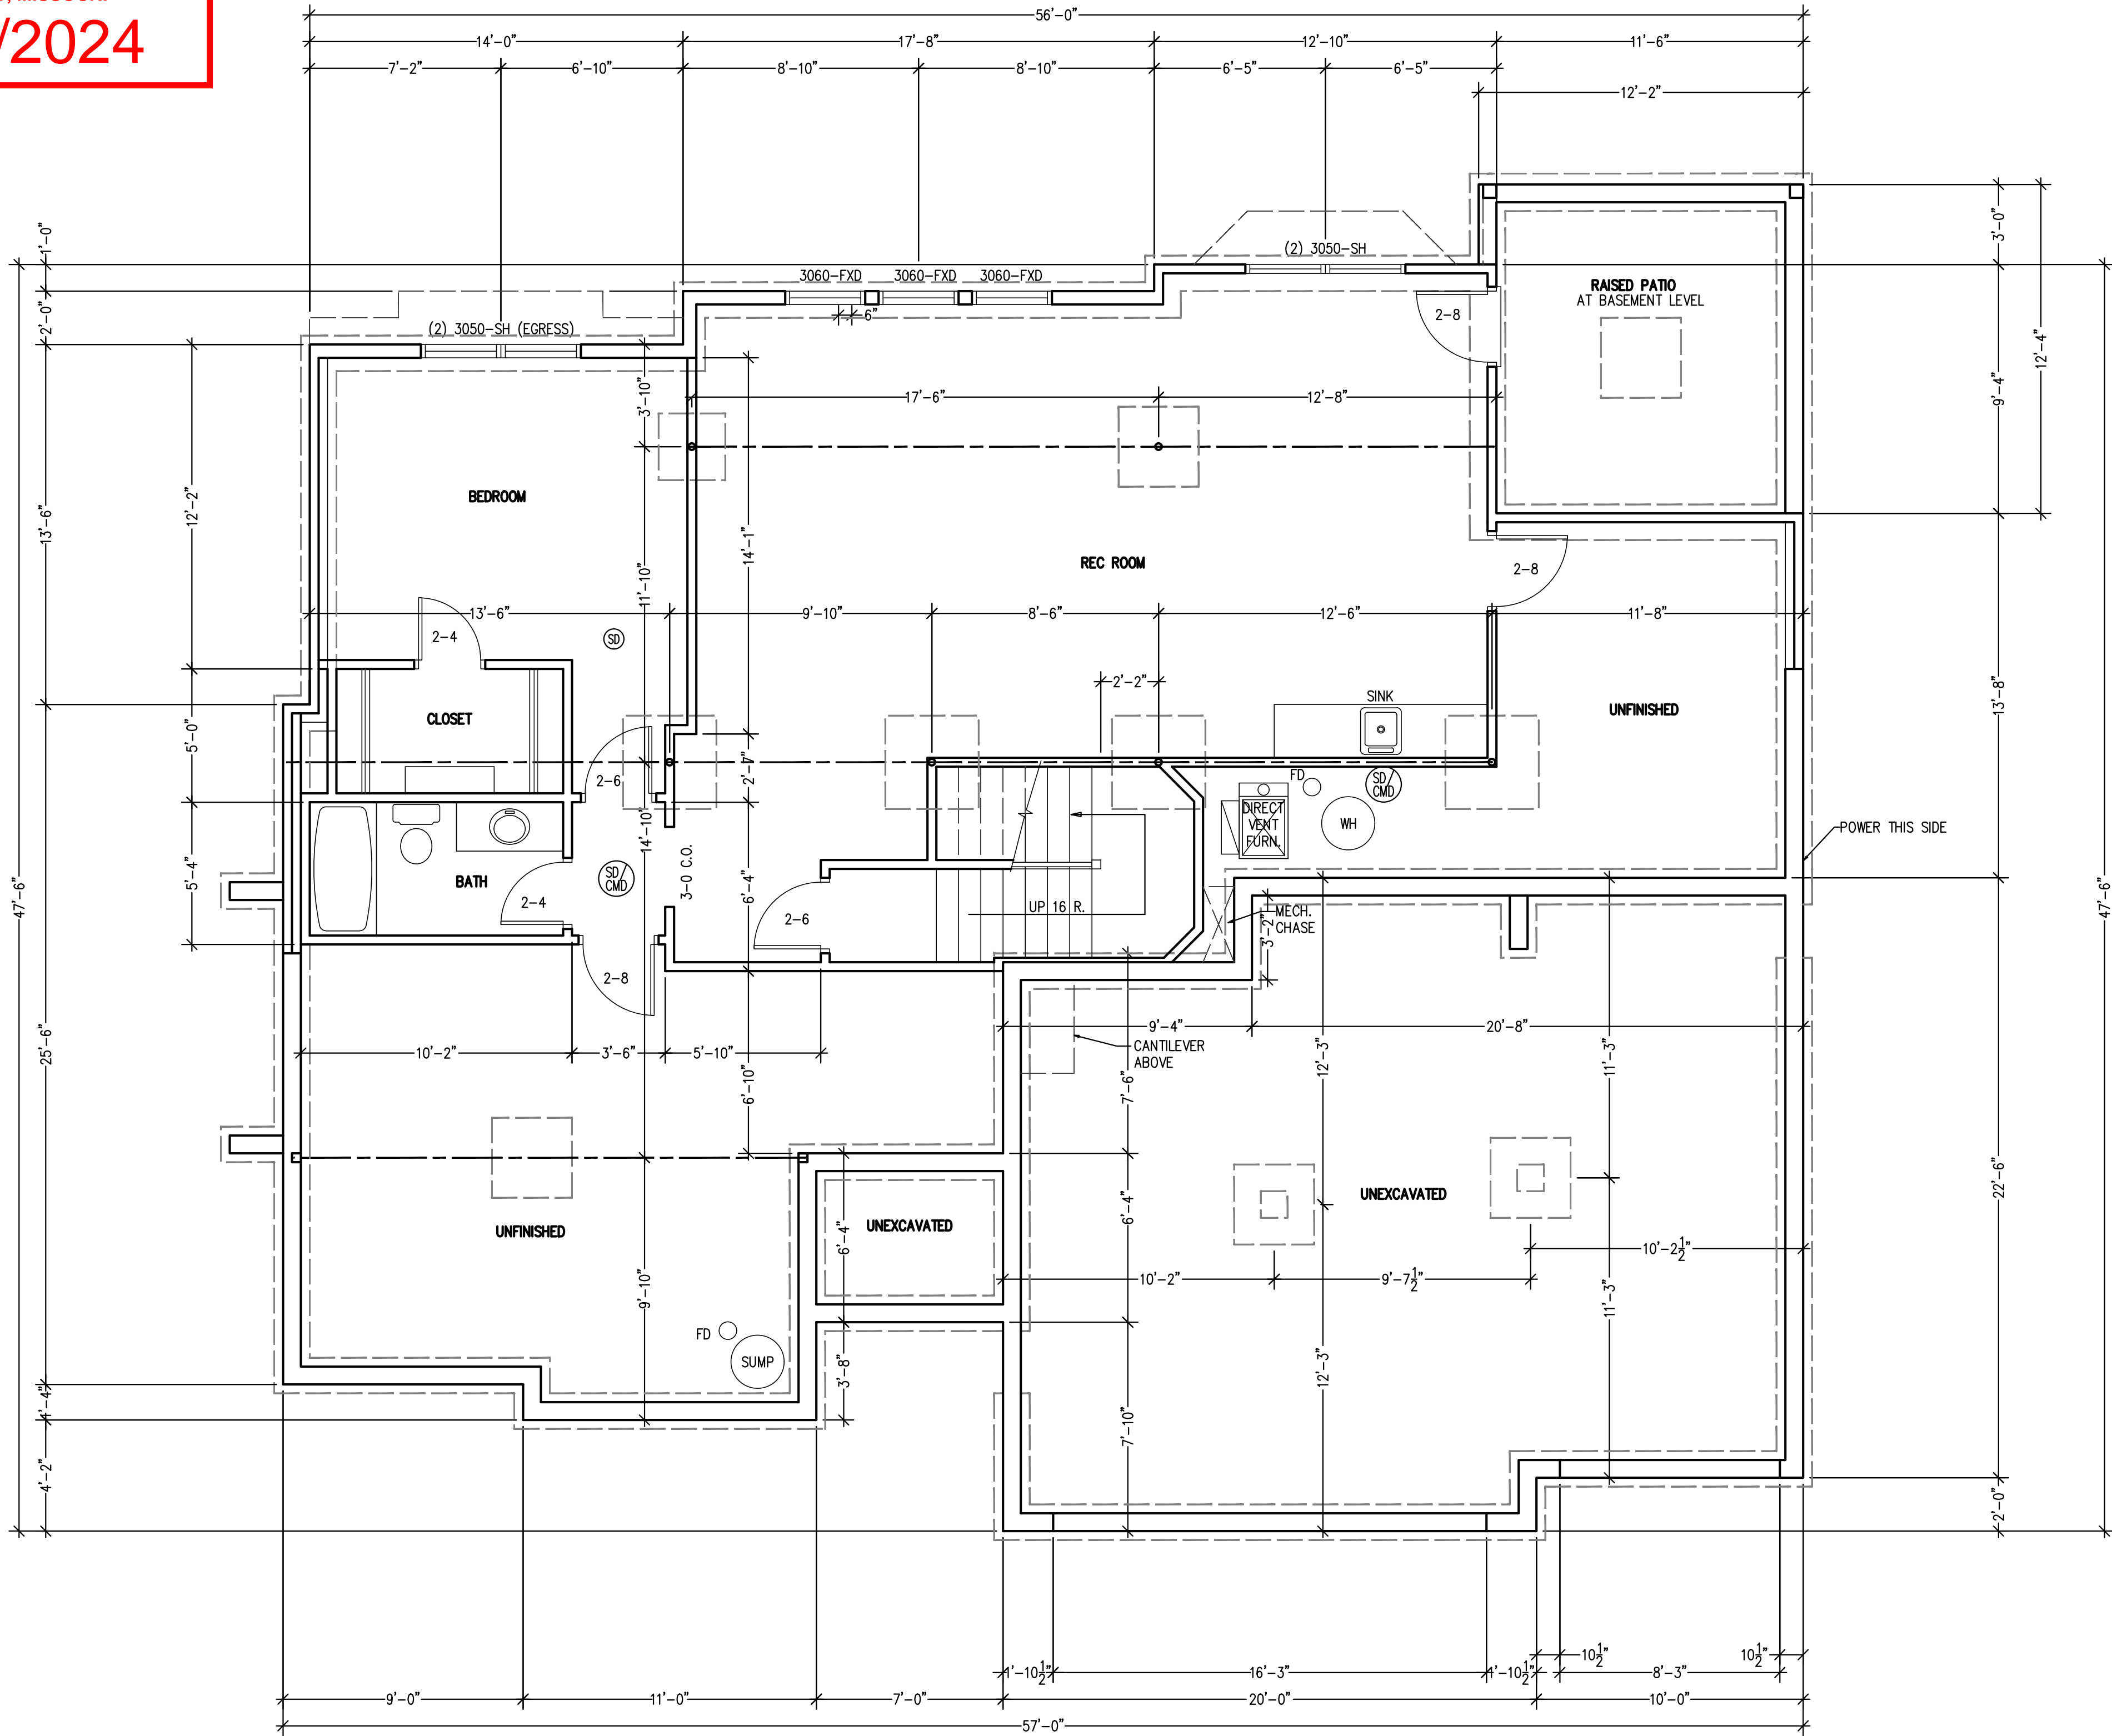 /2024
56'-0"
14'-0" 17'-8" 12'-10" 11'-6"
7'-2" 6'-10" 8'-10" 8'-10" 6'-5" 6'-5"
12'-2"
1'-0"
2'-0"
13'-6"
25'-6"
1'-4"
4'-2"
47'-6"
12'-2"
5'-0"
5'-4"
3'-0"
9'-4"
12'-4"
13'-8"
22'-6"
2'-0"
47'-6"
(2) 3050-SH
3060-FXD 3060-FXD 3060-FXD
6"
(2) 3050-SH (EGRESS)
RAISED PATIO
AT BASEMENT LEVEL
2-8
3'-10"
17'-6" 12'-8"
BEDROOM
14'-1"
11'-10"
REC ROOM
2-8
13'-6" 9'-10" 8'-6" 12'-6" 11'-8"
2-4
SD
2'-2"
SINK
CLOSET
UNFINISHED
2-6
2'-7"
FD
SD/
CMD
DIRECT
VENT
FURN.
WH
POWER THIS SIDE
14'-10"
BATH
SD/
CMD
3-0 C.O.
6'-4"
2-4
2-6
UP 16 R.
MECH.
CHASE
3'-2"
2-8
9'-4" 20'-8"
CANTILEVER
ABOVE
10'-2" 3'-6" 5'-10"
6'-10"
7'-6"
12'-3"
11'-3"
UNFINISHED
UNEXCAVATED
UNEXCAVATED
6'-4"
6'-4"
10'-2 1/2"
10'-2" 9'-7 1/2"
9'-10"
11'-3"
FD
SUMP
3'-8"
12'-3"
7'-10"
1'-10 1/2" 16'-3" 1'-10 1/2" 10 1/2" 8'-3" 10 1/2"
9'-0" 11'-0" 7'-0" 20'-0" 10'-0"
57'-0"